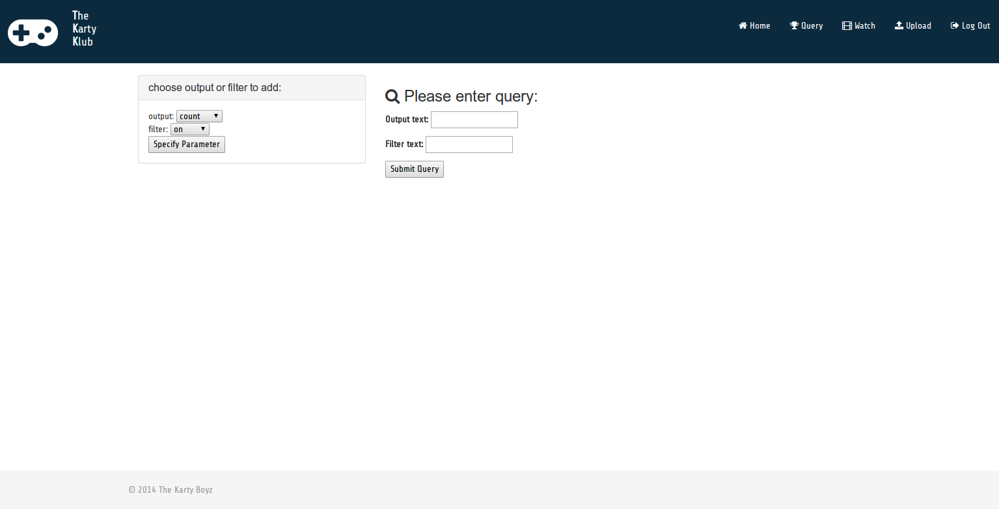 The
Karty
Klub
Home Query Watch Upload Log Out
choose output or filter to add:
output: count
filter: on
Specify Parameter
Please enter query:
Output text:
Filter text:
Submit Query
© 2014 The Karty Boyz